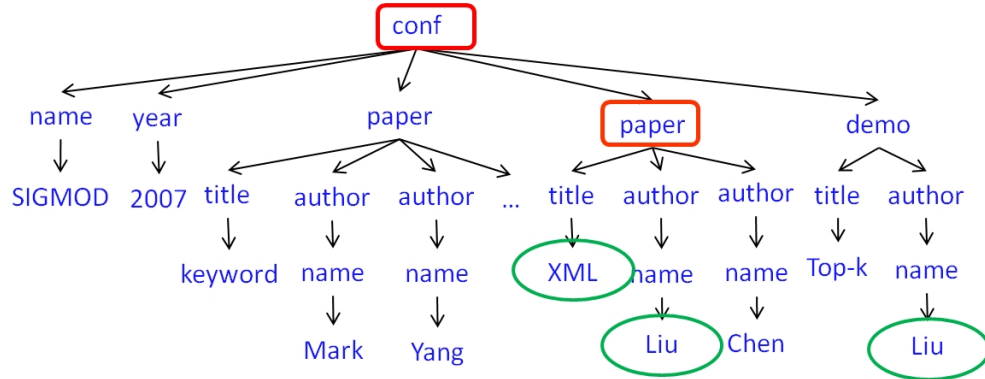 conf
name year paper paper demo
SIGMOD 2007 title author author ... title author author title author
keyword name name XML name name Top-k name
Mark Yang Liu Chen Liu